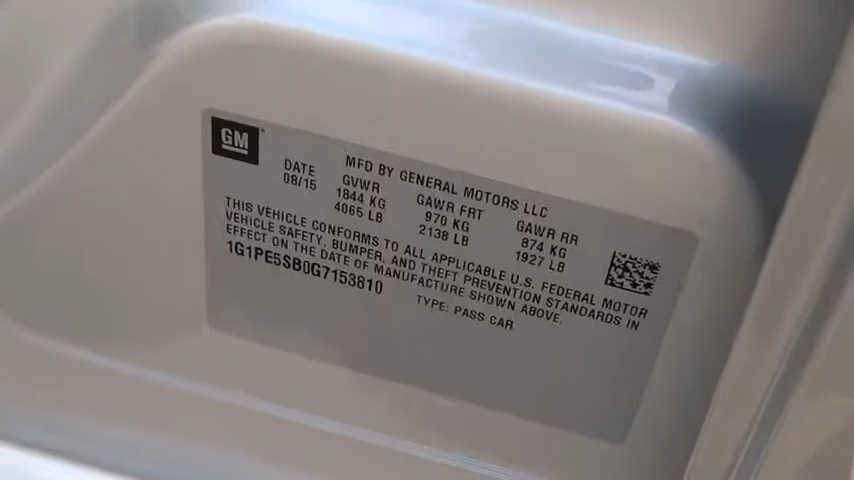 GM
MFD BY GENERAL MOTORS LLC
DATE GVWR GAWR FRT GAWR RR
08/15 1844 KG 970 KG 874 KG
4065 LB 2138 LB 1927 LB
THIS VEHICLE CONFORMS TO ALL APPLICABLE U.S. FEDERAL MOTOR
VEHICLE SAFETY, BUMPER, AND THEFT PREVENTION STANDARDS IN
EFFECT ON THE DATE OF MANUFACTURE SHOWN ABOVE.
1G1PE5SB0G7153810 TYPE: PASS CAR